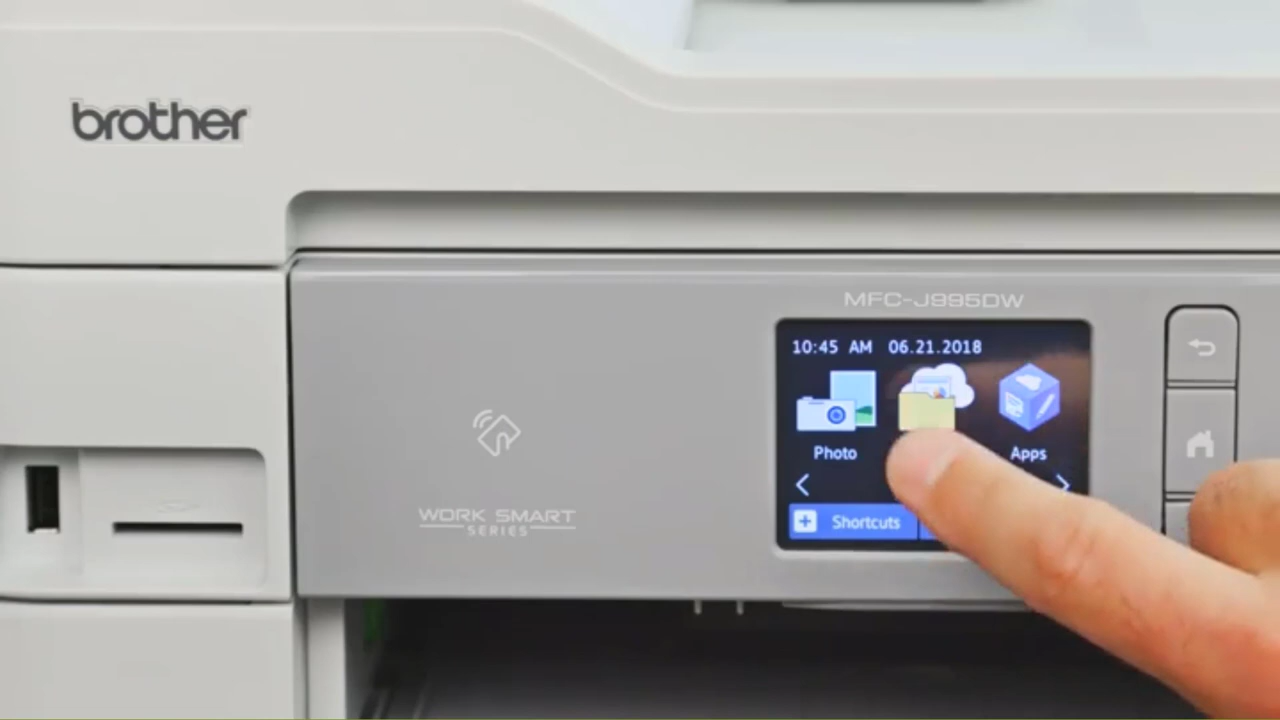 brother
MFC-J995DW
10:45 AM 06.21.2018
Photo
Apps
Shortcuts
WORK SMART
SERIES